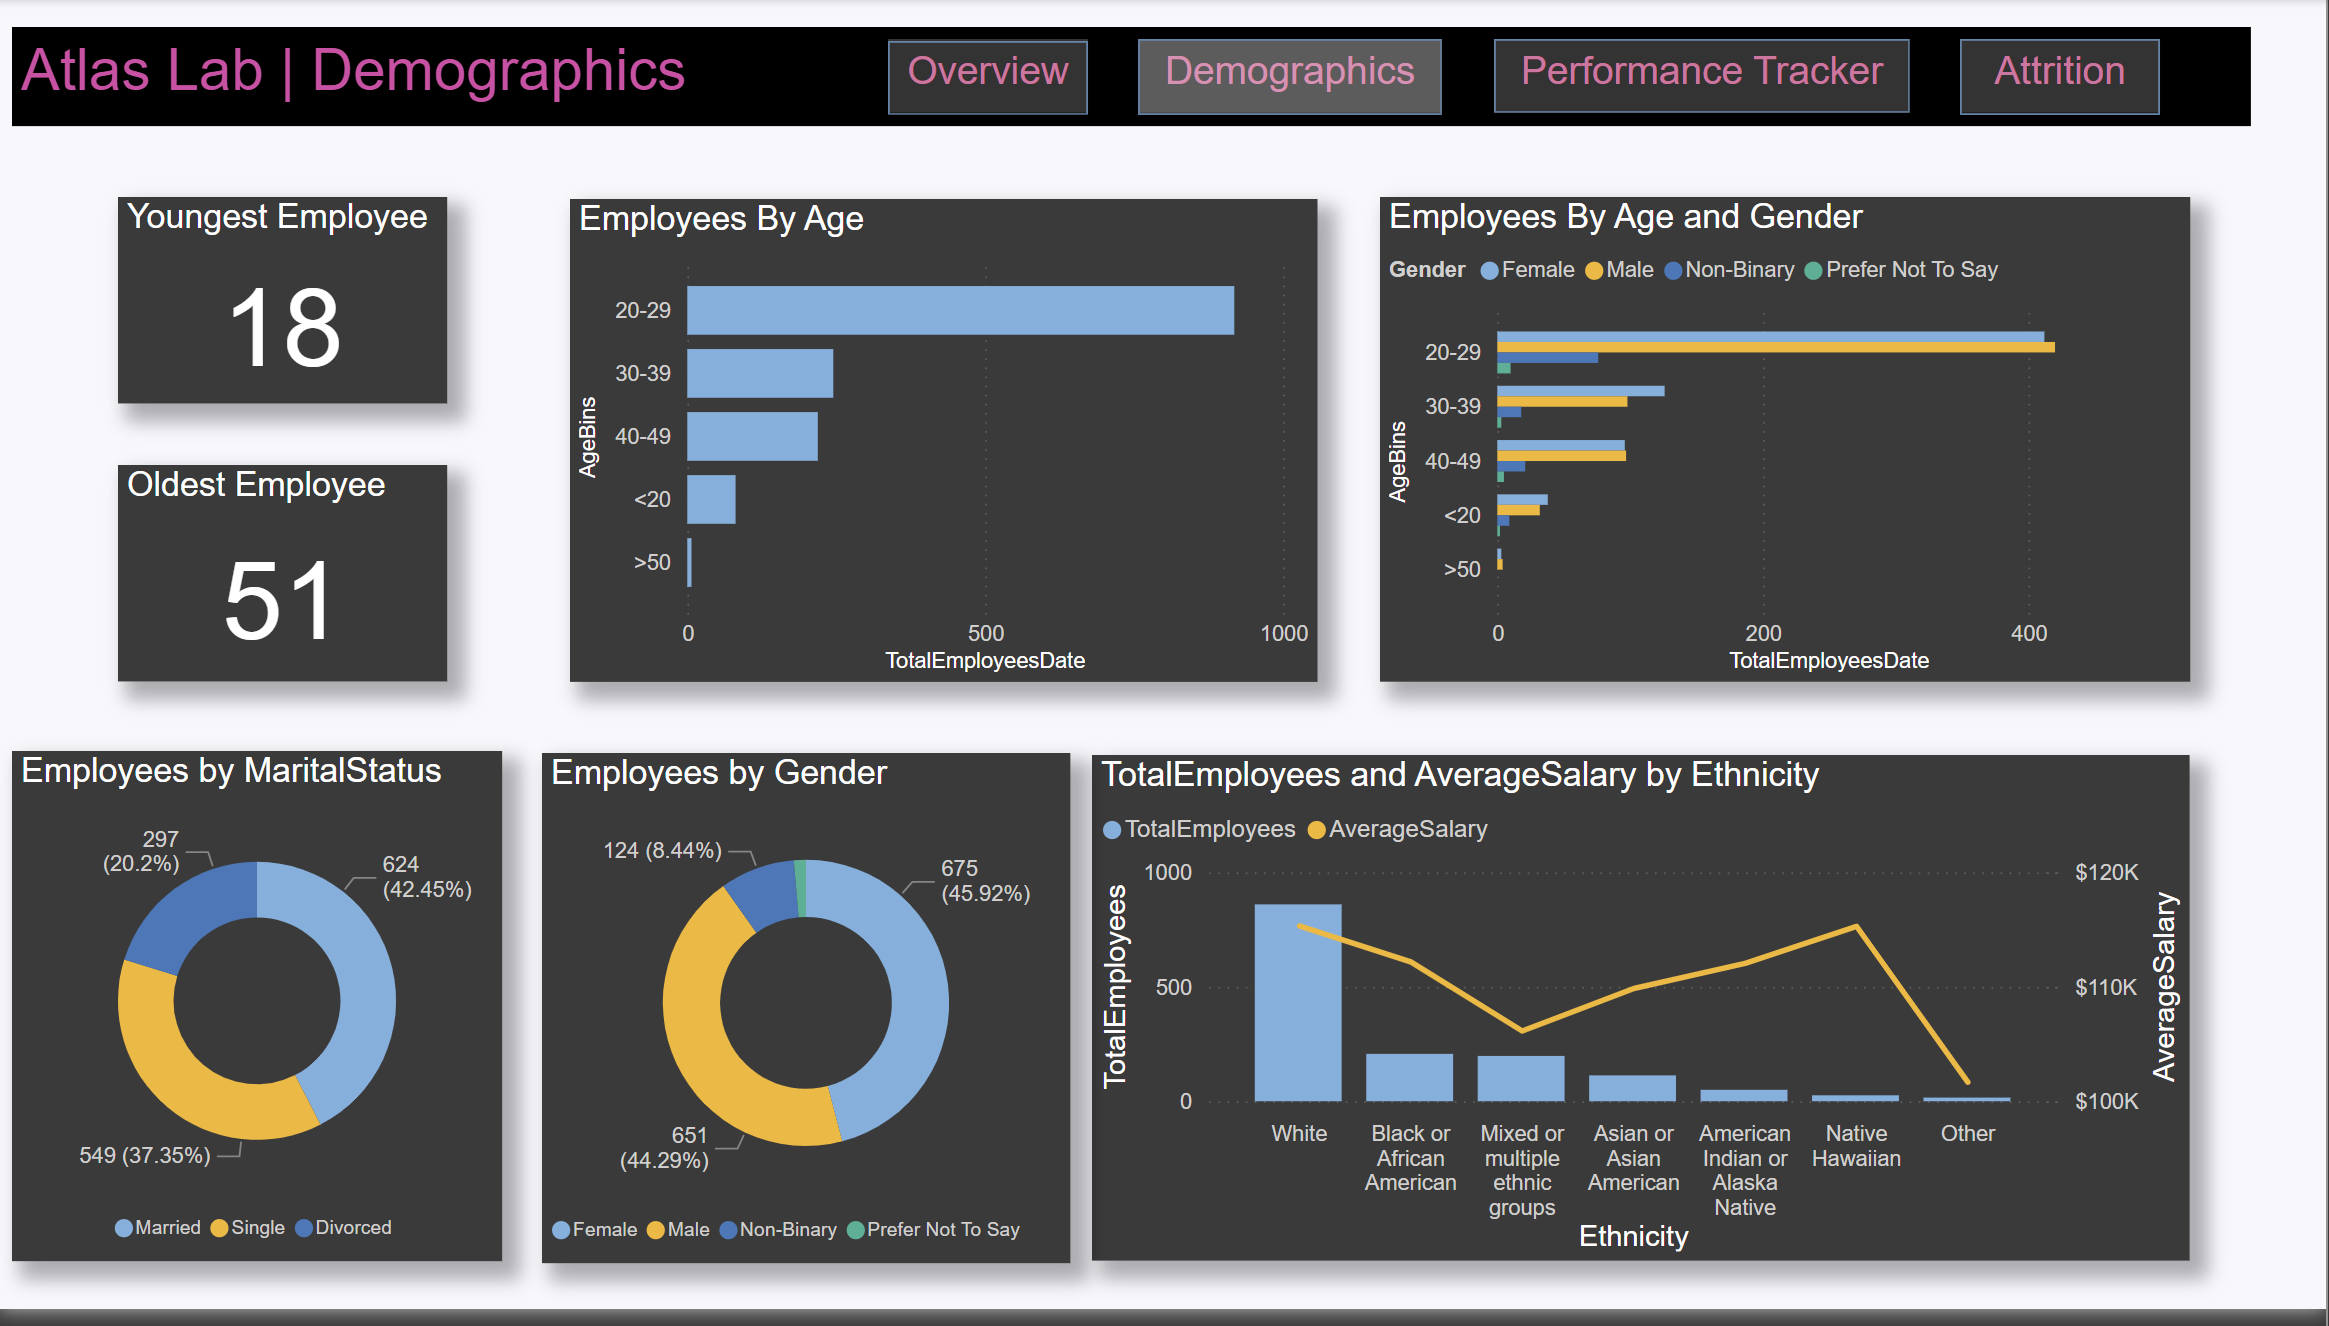 Atlas Lab | Demographics
Overview
Demographics
Performance Tracker
Attrition
Youngest Employee
18
Oldest Employee
51
Employees By Age
AgeBins
20-29
30-39
40-49
<20
>50
0 500 1000
TotalEmployeesDate
Employees By Age and Gender
Gender Female Male Non-Binary Prefer Not To Say
AgeBins
20-29
30-39
40-49
<20
>50
0 200 400
TotalEmployeesDate
Employees by MaritalStatus
297
(20.2%)
624
(42.45%)
549 (37.35%)
Married Single Divorced
Employees by Gender
124 (8.44%)
675
(45.92%)
651
(44.29%)
Female Male Non-Binary Prefer Not To Say
TotalEmployees and AverageSalary by Ethnicity
TotalEmployees AverageSalary
TotalEmployees
1000
500
0
$120K
$110K
$100K
AverageSalary
White
Black or
African
American
Mixed or
multiple
ethnic
groups
Asian or
Asian
American
American
Indian or
Alaska
Native
Native
Hawaiian
Other
Ethnicity